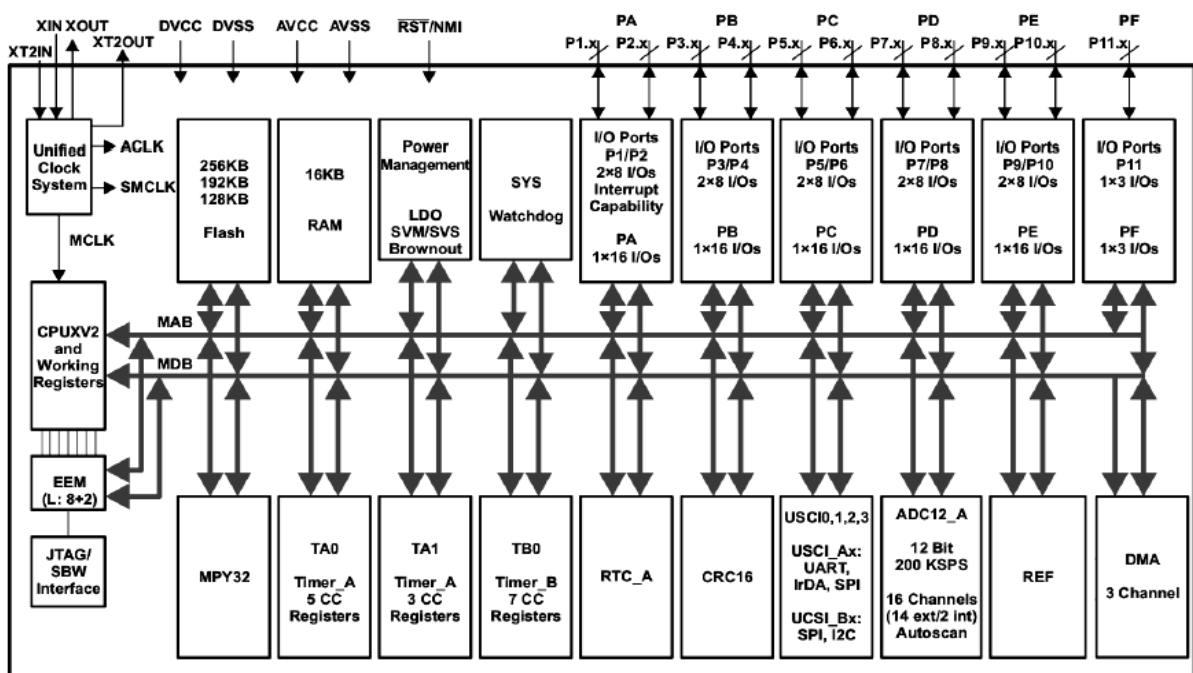 XIN XOUT
XT2IN
XT2OUT
DVCC DVSS AVCC AVSS RST/NMI
PA PB PC PD PE PF
P1.x P2.x P3.x P4.x P5.x P6.x P7.x P8.x P9.x P10.x P11.x
Unified
Clock
System
ACLK
SMCLK
MCLK
256KB
192KB
128KB
Flash
16KB
RAM
Power
Management
LDO
SVM/SVS
Brownout
SYS
Watchdog
I/O Ports
P1/P2
2×8 I/Os
Interrupt
Capability
PA
1×16 I/Os
I/O Ports
P3/P4
2×8 I/Os
PB
1×16 I/Os
I/O Ports
P5/P6
2×8 I/Os
PC
1×16 I/Os
I/O Ports
P7/P8
2×8 I/Os
PD
1×16 I/Os
I/O Ports
P9/P10
2×8 I/Os
PE
1×16 I/Os
I/O Ports
P11
1×3 I/Os
PF
1×3 I/Os
CPUXV2
and
Working
Registers
MAB
MDB
EEM
(L: 8+2)
JTAG/
SBW
Interface
MPY32
TA0
Timer_A
5 CC
Registers
TA1
Timer_A
3 CC
Registers
TB0
Timer_B
7 CC
Registers
RTC_A
CRC16
USCI0,1,2,3
USCI_Ax:
UART,
IrDA, SPI
UCSI_Bx:
SPI, I2C
ADC12_A
12 Bit
200 KSPS
16 Channels
(14 ext/2 int)
Autoscan
REF
DMA
3 Channel